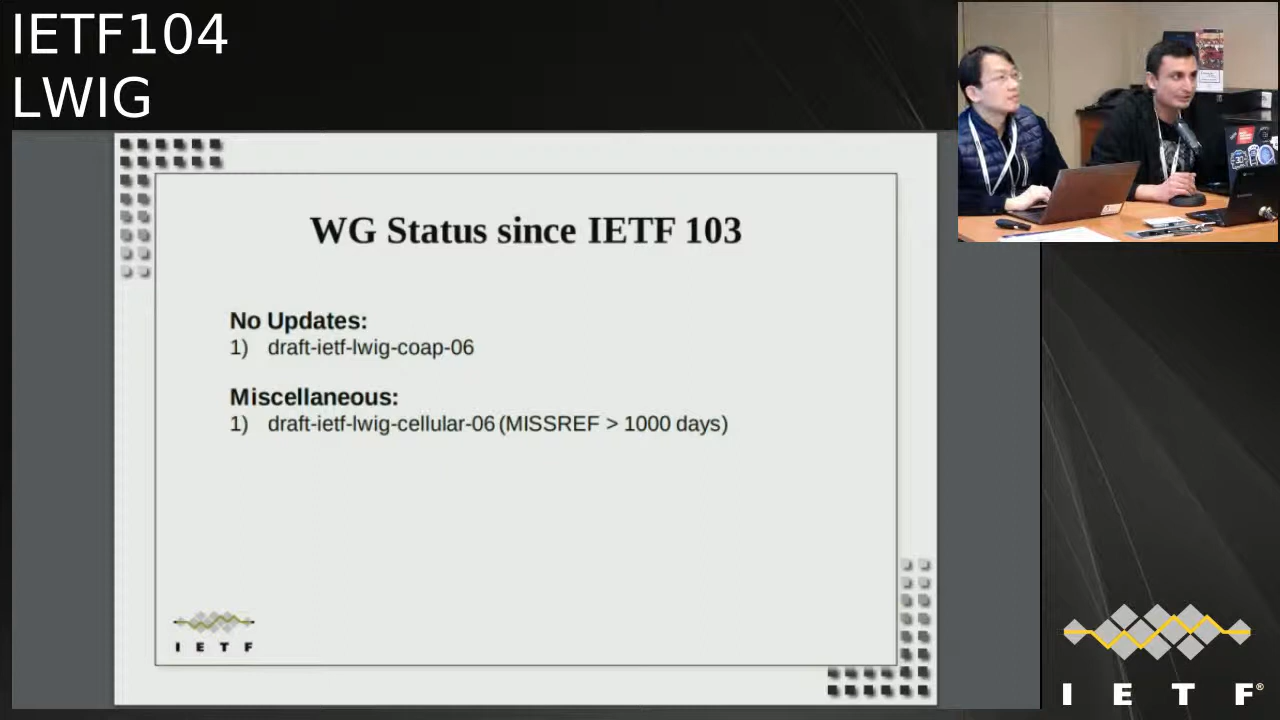 IETF104
LWIG
WG Status since IETF 103
No Updates:
1) draft-ietf-lwig-coap-06
Miscellaneous:
1) draft-ietf-lwig-cellular-06 (MISSREF > 1000 days)
I E T F
I E T F®